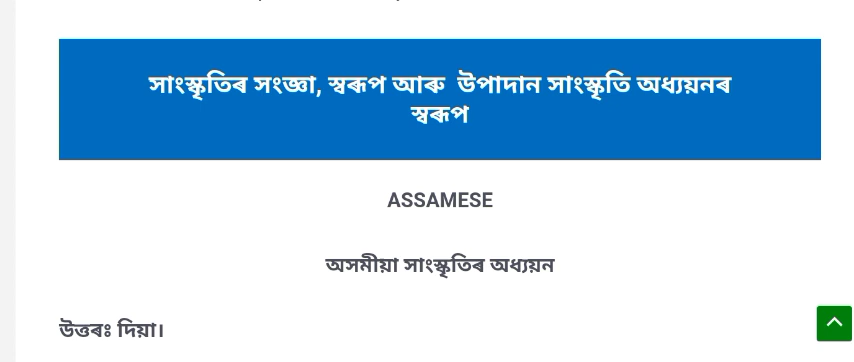 সাংস্কৃতিৰ সংজ্ঞা, স্বৰূপ আৰু উপাদান সাংস্কৃতি অধ্যয়নৰ
স্বৰূপ
ASSAMESE
অসমীয়া সাংস্কৃতিৰ অধ্যয়ন
উত্তৰঃ দিয়া।